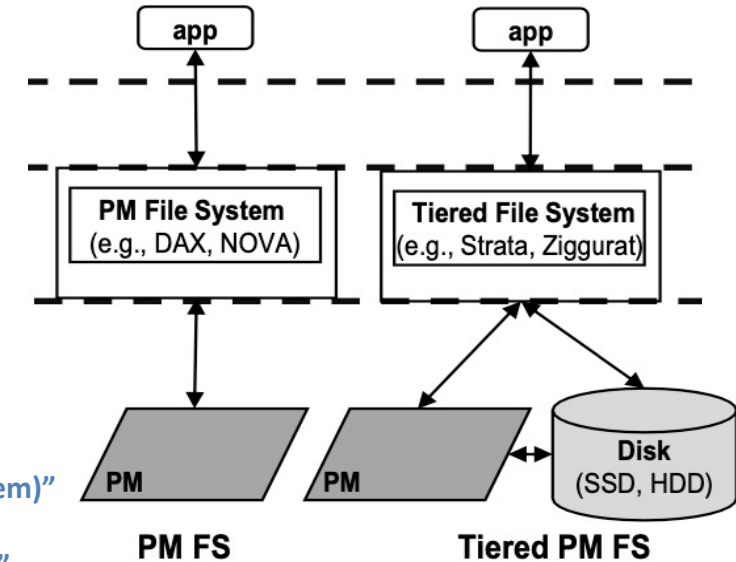 app
app
PM File System
(e.g., DAX, NOVA)
Tiered File System
(e.g., Strata, Ziggurat)
PM
PM
Disk
(SSD, HDD)
em)”
PM FS
Tiered PM FS
”